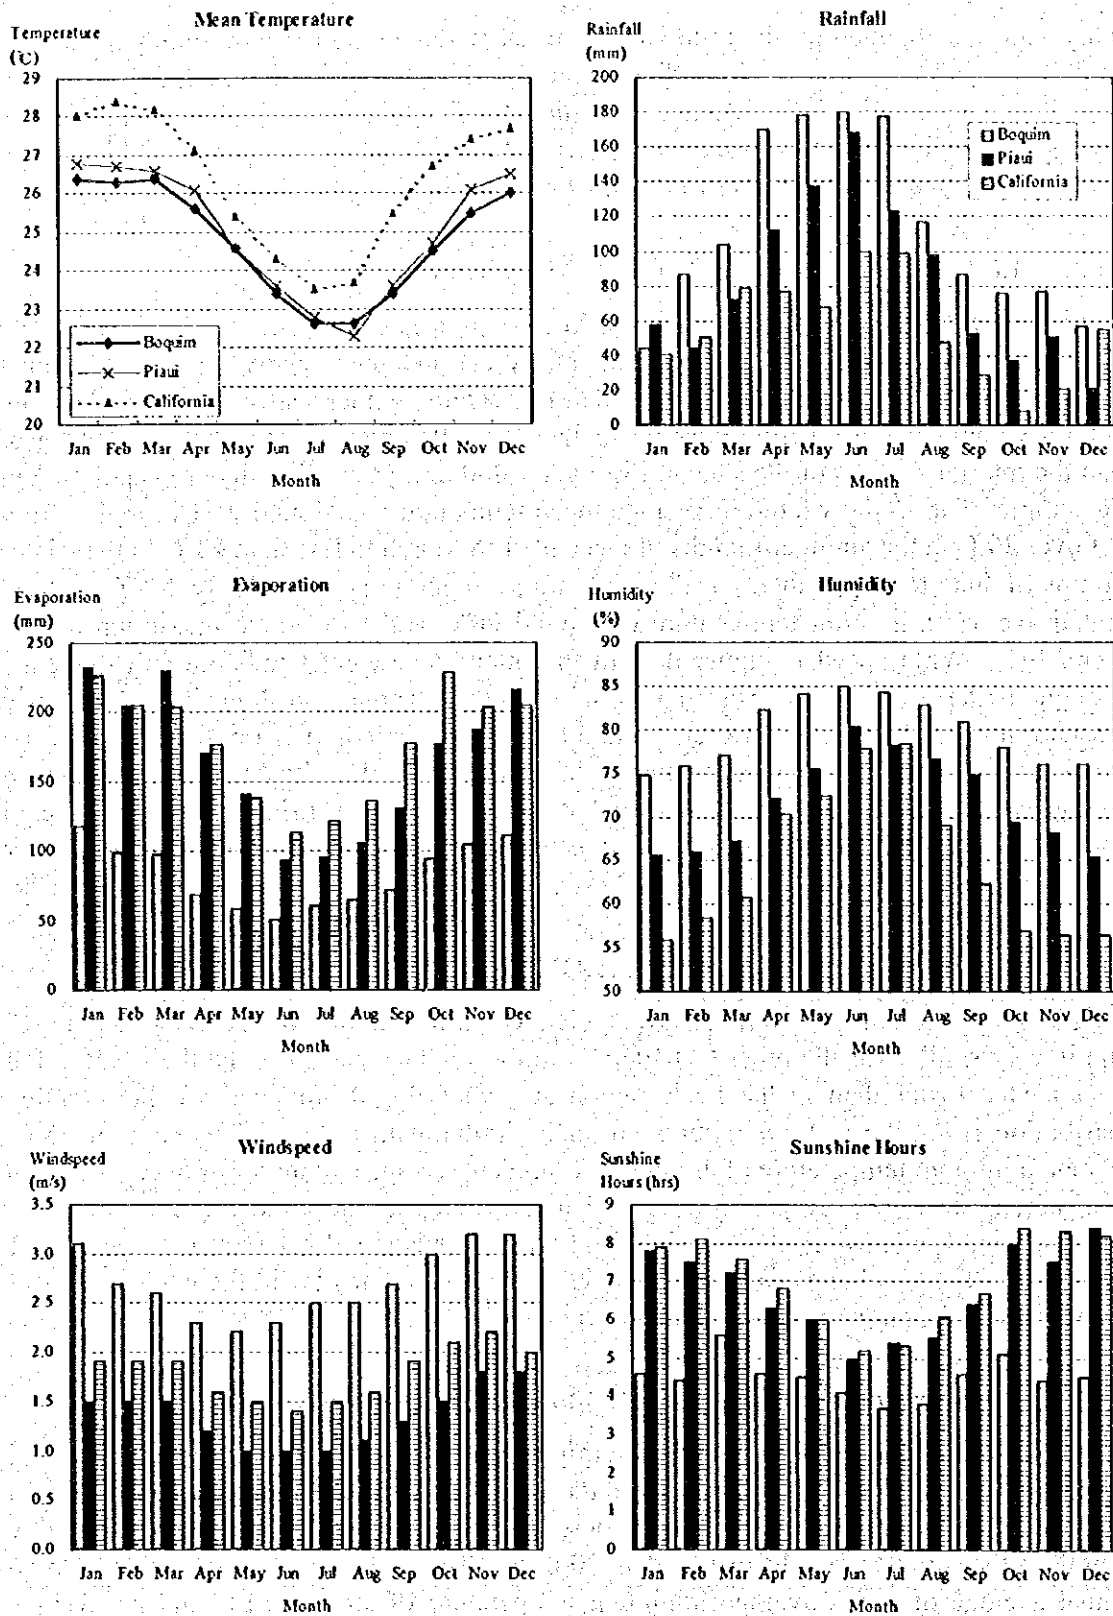 Mean Temperature
Temperature
(℃)
29
28
27
26
25
24
23
22
21
20
Boquim
Piaui
California
Jan Feb Mar Apr May Jun Jul Aug Sep Oct Nov Dec
Month
Rainfall
Rainfall
(mm)
200
180
160
140
120
100
80
60
40
20
0
Boquim
Piaui
California
Jan Feb Mar Apr May Jun Jul Aug Sep Oct Nov Dec
Month
Evaporation
Evaporation
(mm)
250
200
150
100
50
0
Jan Feb Mar Apr May Jun Jul Aug Sep Oct Nov Dec
Month
Humidity
Humidity
(%)
90
85
80
75
70
65
60
55
50
Jan Feb Mar Apr May Jun Jul Aug Sep Oct Nov Dec
Month
Windspeed
Windspeed
(m/s)
3.5
3.0
2.5
2.0
1.5
1.0
0.5
0.0
Jan Feb Mar Apr May Jun Jul Aug Sep Oct Nov Dec
Month
Sunshine Hours
Sunshine
Hours (hrs)
9
8
7
6
5
4
3
2
1
0
Jan Feb Mar Apr May Jun Jul Aug Sep Oct Nov Dec
Month